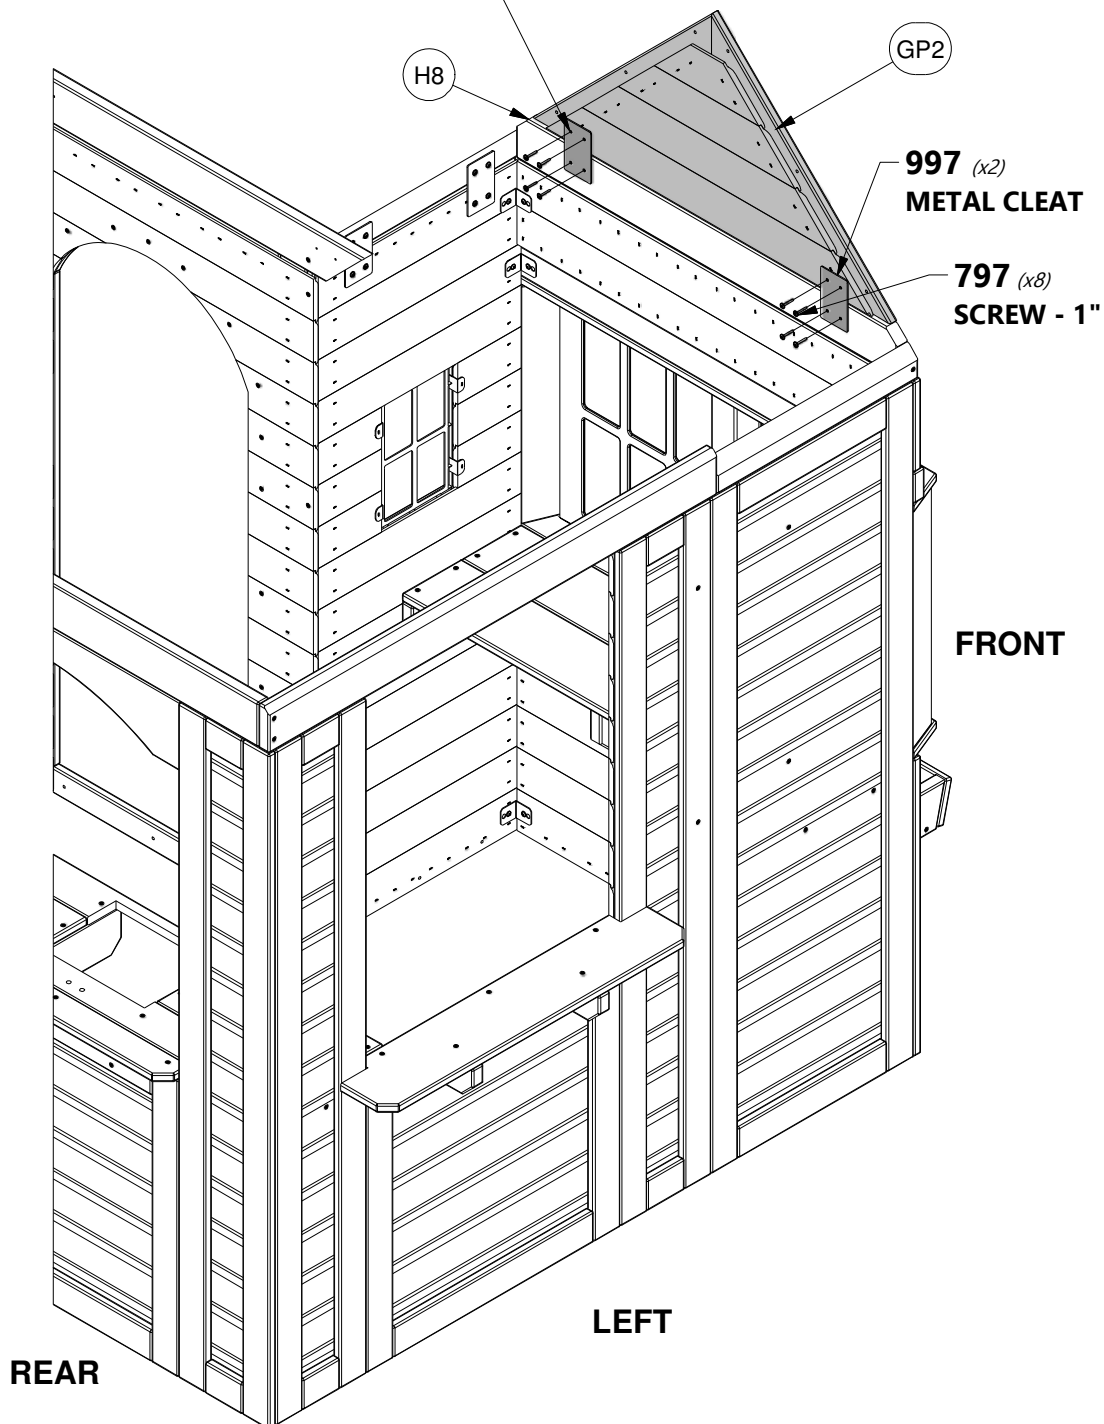 H8
GP2
997 (x2)
METAL CLEAT
797 (x8)
SCREW - 1"
FRONT
LEFT
REAR